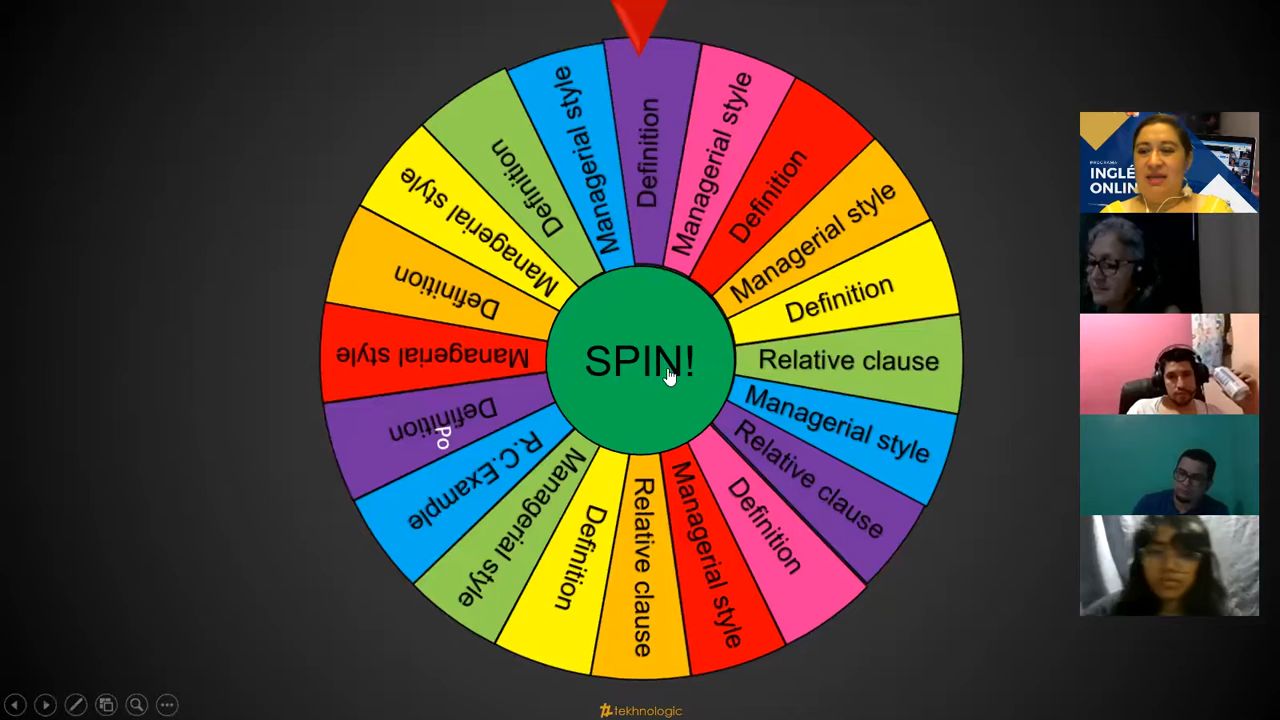 Definition
Managerial style
Definition
Managerial style
Definition
Relative clause
Managerial style
Relative clause
Definition
Managerial style
Relative clause
Definition
Managerial style
R.C.Example
Definition
Po
Managerial style
Definition
Managerial style
Definition
Managerial style
SPIN!
PROGRAMA
INGLÉ
ONLIN
tekhnologic